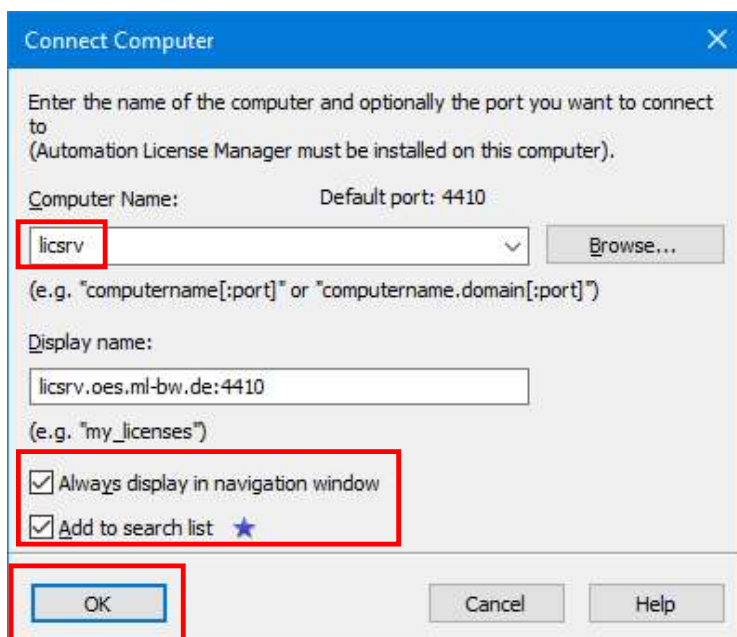 Connect Computer
Enter the name of the computer and optionally the port you want to connect
to
(Automation License Manager must be installed on this computer).
Computer Name: Default port: 4410
licsrv Browse...
(e.g. "computername[:port]" or "computername.domain[:port]")
Display name:
licsrv.oes.ml-bw.de:4410
(e.g. "my_licenses")
Always display in navigation window
Add to search list
OK Cancel Help